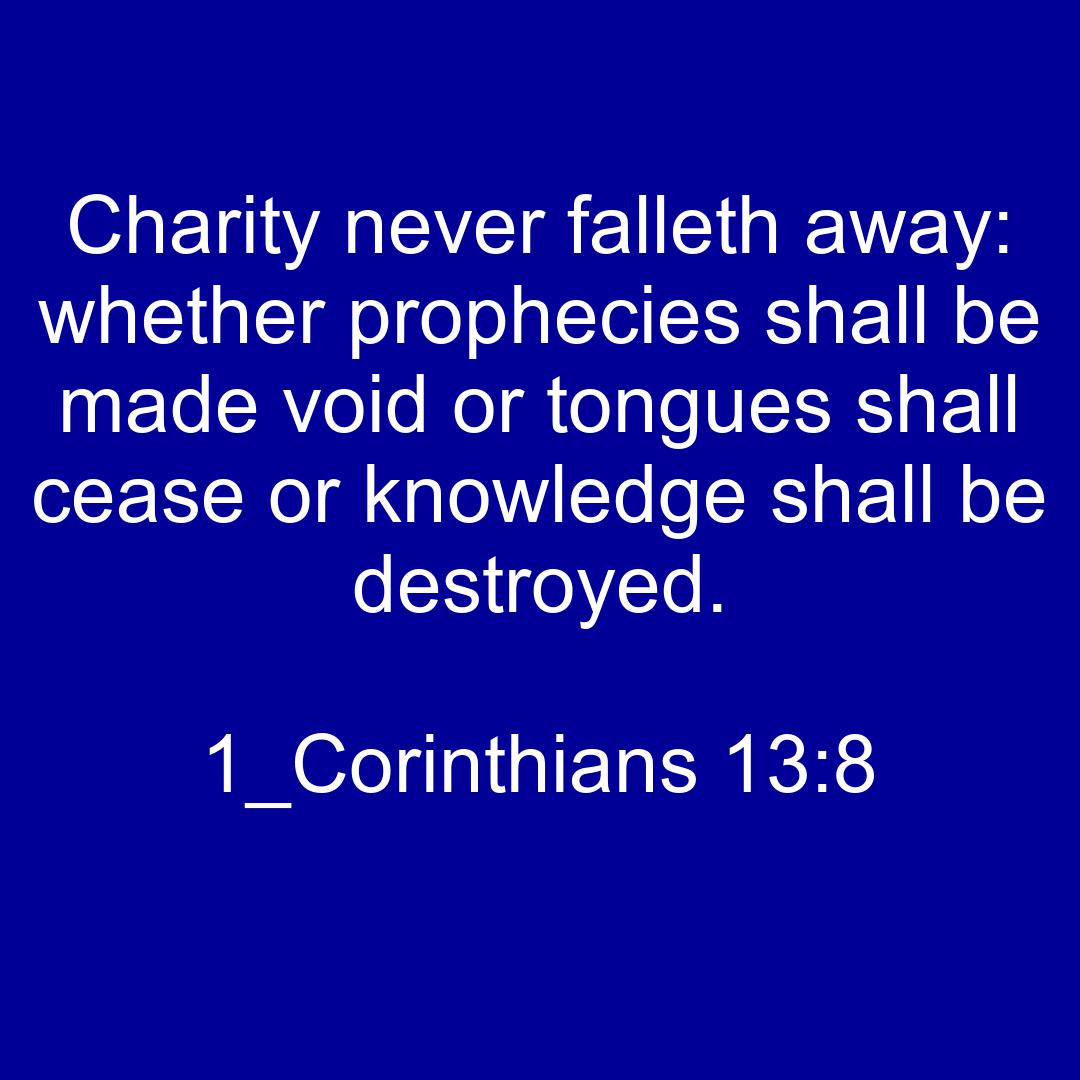 Charity never falleth away:
whether prophecies shall be
made void or tongues shall
cease or knowledge shall be
destroyed.
1_Corinthians 13:8